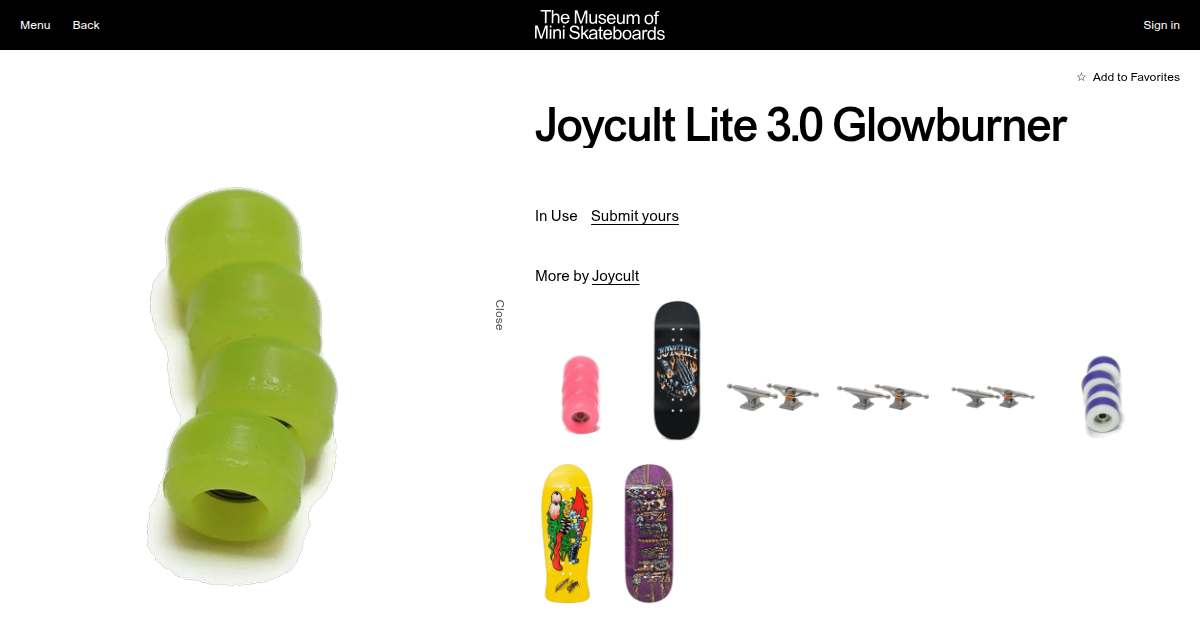 Menu
Back
The Museum of
Mini Skateboards
Sign in
☆ Add to Favorites
Joycult Lite 3.0 Glowburner
In Use
Submit yours
More by Joycult
Close
JOYCULT